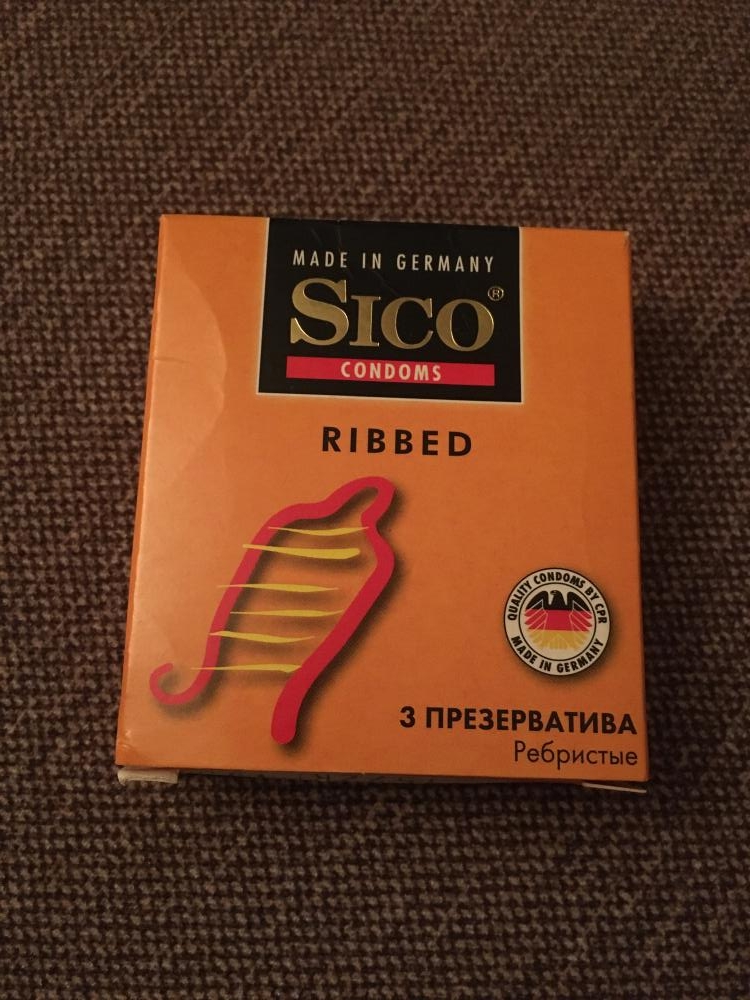 MADE IN GERMANY
SICO®
CONDOMS
RIBBED
QUALITY CONDOMS BY CPR
MADE IN GERMANY
3 ПРЕЗЕРВАТИВА
Ребристые